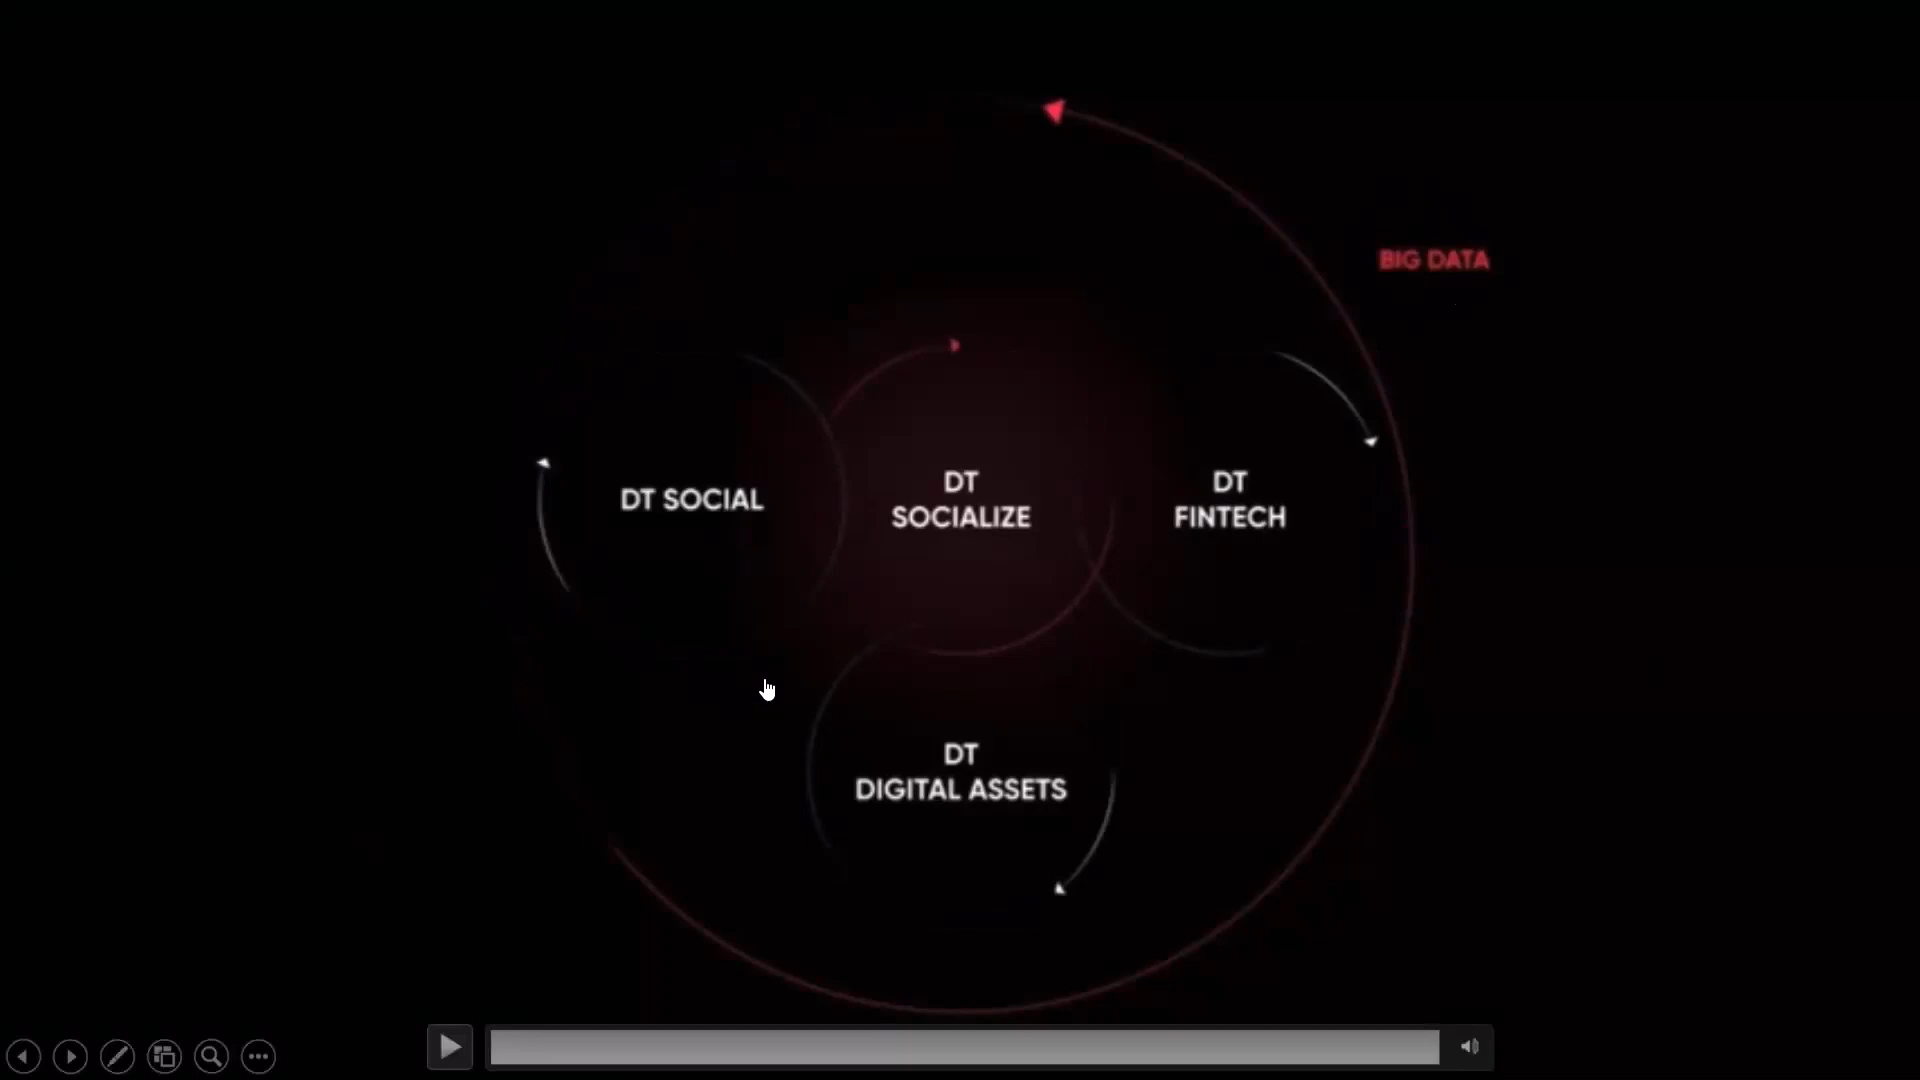 BIG DATA
DT SOCIAL
DT
SOCIALIZE
DT
FINTECH
DT
DIGITAL ASSETS